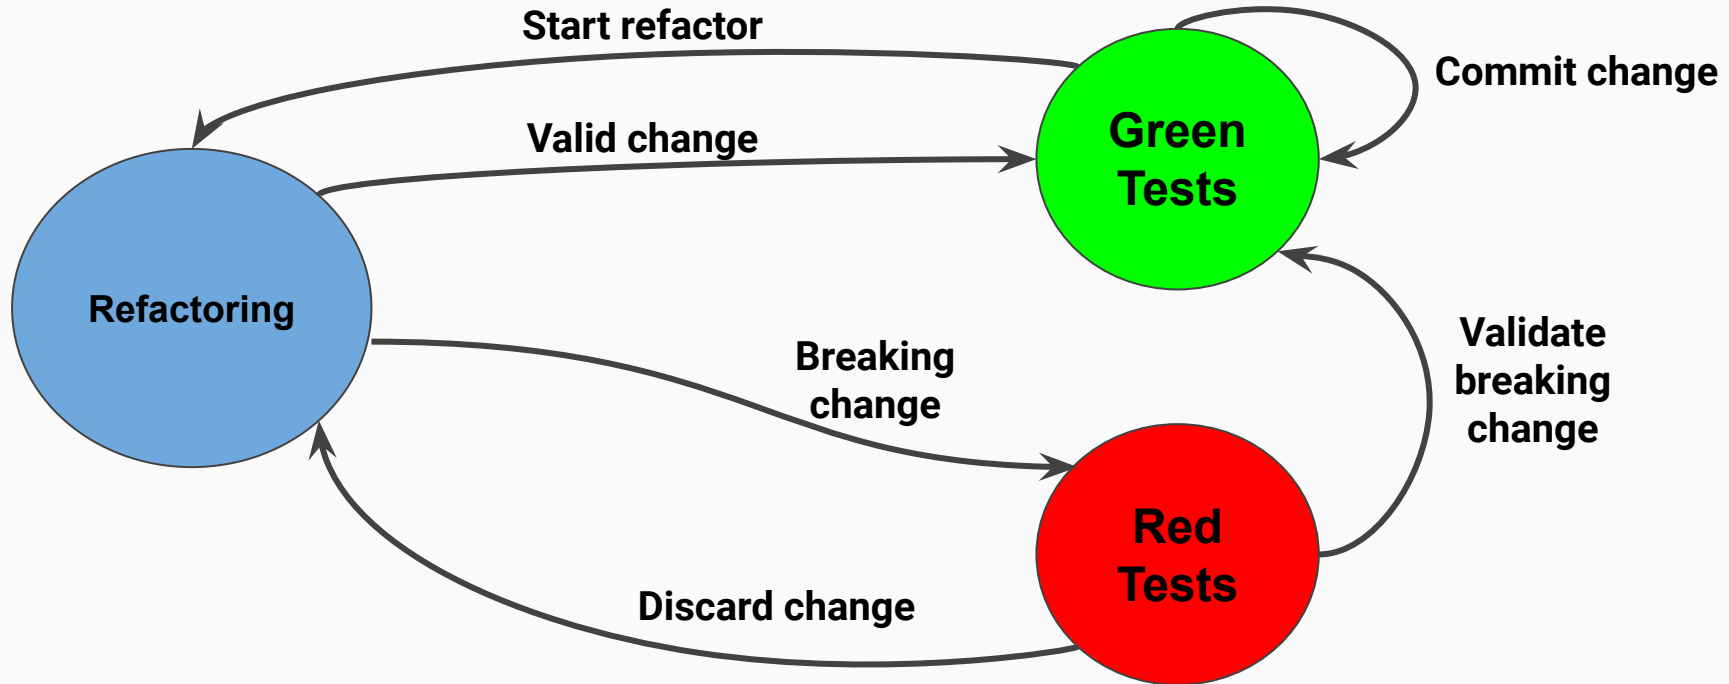 Start refactor
Commit change
Green
Tests
Valid change
Refactoring
Breaking
change
Validate
breaking
change
Red
Tests
Discard change